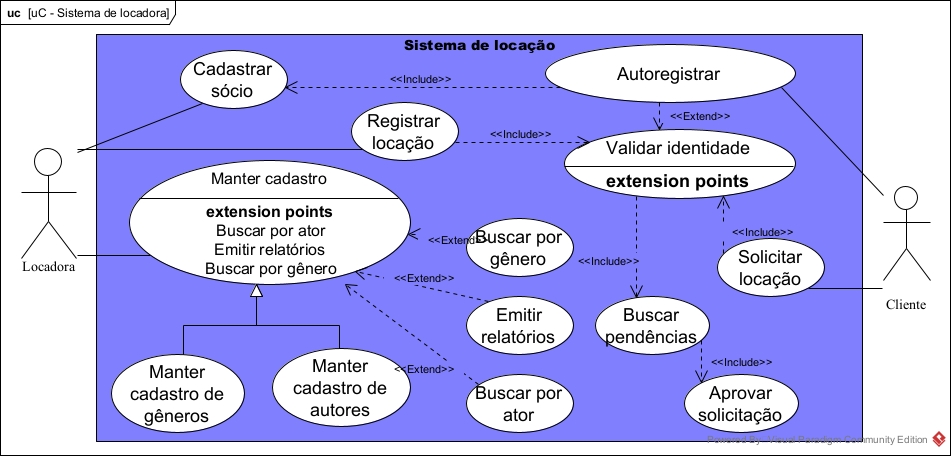 uc [uC - Sistema de locadora]
Sistema de locação
Cadastrar
sócio
<<Include>>
Autoregistrar
Registrar
locação
<<Include>>
<<Extend>>
Validar identidade
extension points
Manter cadastro
extension points
Buscar por ator
Emitir relatórios
Buscar por gênero
Locadora
<<Extend>>
Buscar por
gênero
<<Include>>
<<Include>>
Solicitar
locação
Cliente
<<Extend>>
Emitir
relatórios
Buscar
pendências
Manter
cadastro de
gêneros
Manter
cadastro de
autores
<<Extend>>
Buscar por
ator
<<Include>>
Aprovar
solicitação
Powered By: Visual Paradigm Community Edition